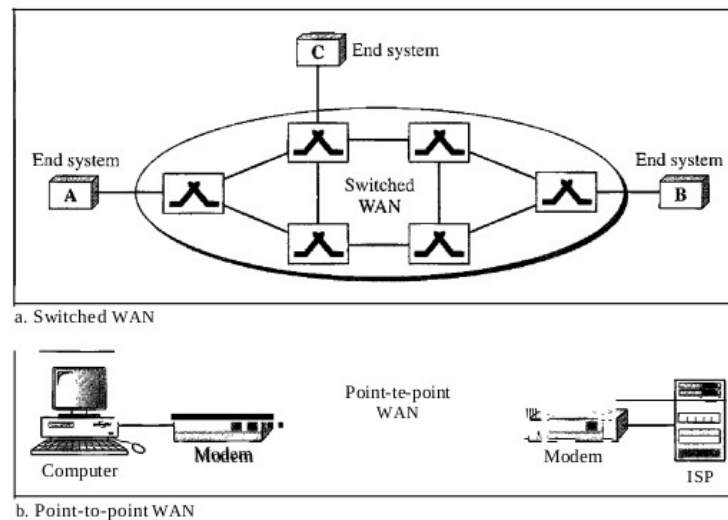 C End system
End system
End system
A
Switched
WAN
B
a. Switched WAN
Point-te-point
WAN
Computer
Modem
Modem
ISP
b. Point-to-point WAN